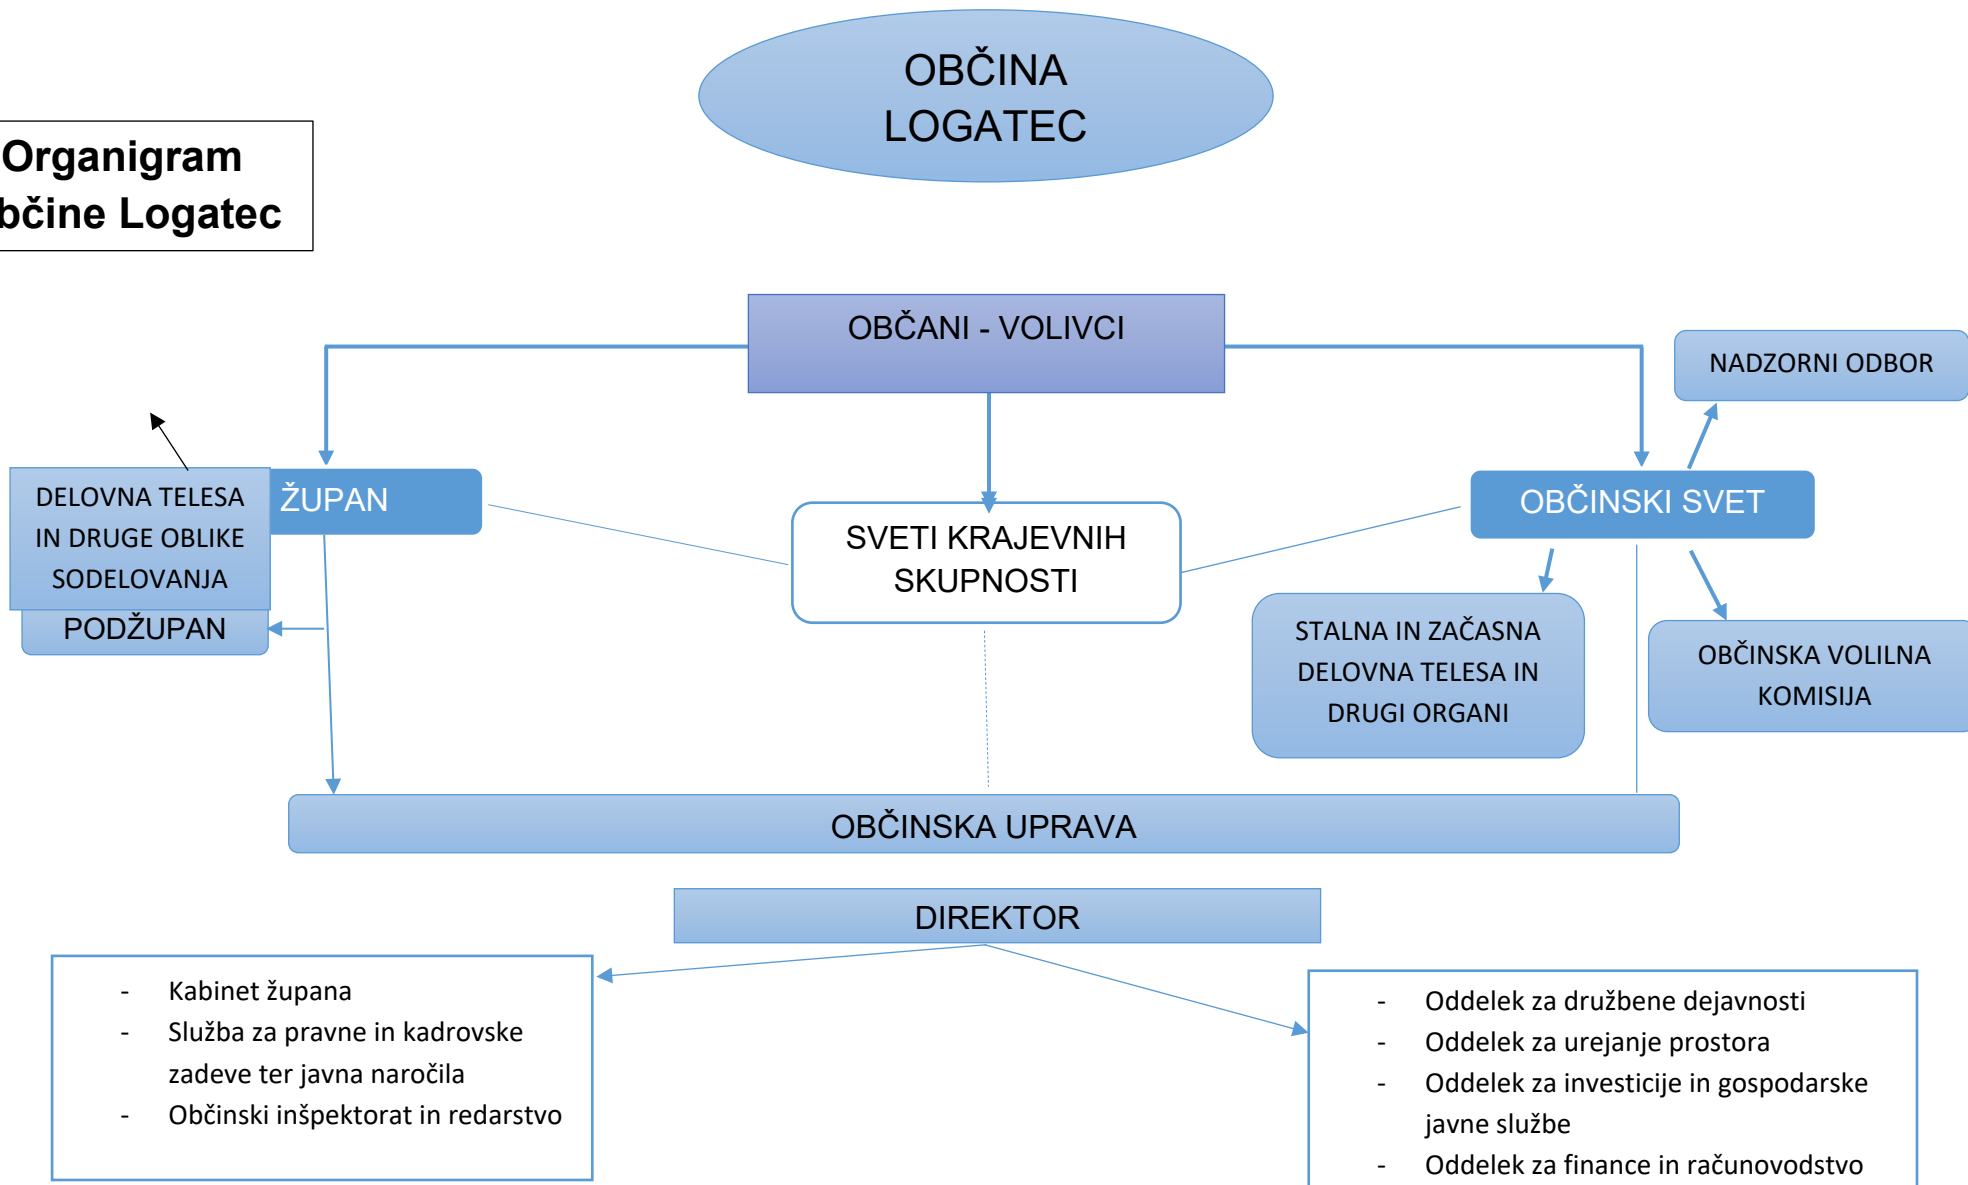 OBČINA
LOGATEC
Organigram
bčine Logatec
OBČANI - VOLIVCI
NADZORNI ODBOR
DELOVNA TELESA
IN DRUGE OBLIKE
SODELOVANJA
ŽUPAN
PODŽUPAN
SVETI KRAJEVNIH
SKUPNOSTI
OBČINSKI SVET
STALNA IN ZAČASNA
DELOVNA TELESA IN
DRUGI ORGANI
OBČINSKA VOLILNA
KOMISIJA
OBČINSKA UPRAVA
DIREKTOR
- Kabinet župana
- Služba za pravne in kadrovske
zadeve ter javna naročila
- Občinski inšpektorat in redarstvo
- Oddelek za družbene dejavnosti
- Oddelek za urejanje prostora
- Oddelek za investicije in gospodarske
javne službe
- Oddelek za finance in računovodstvo